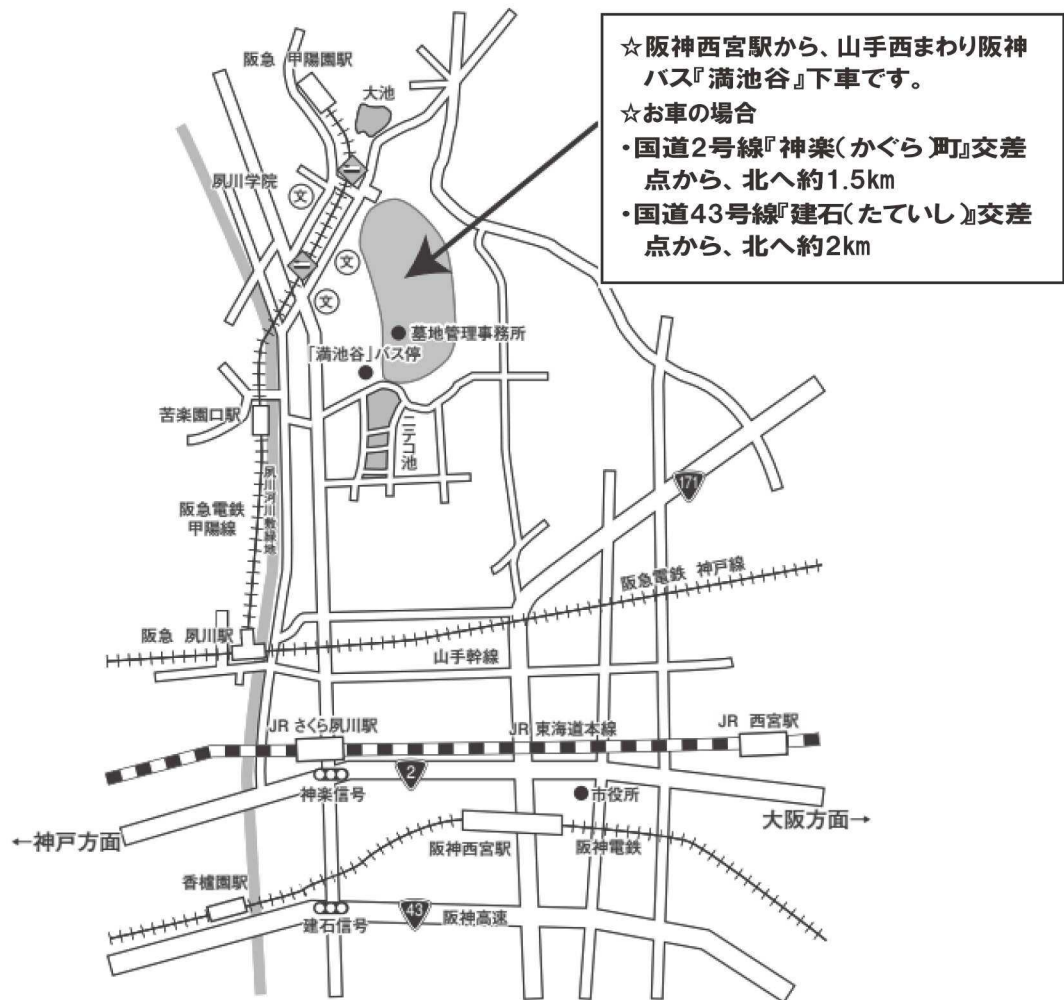 ☆阪神西宮駅から、山手西まわり阪神
バス『満池谷』下車です。
☆お車の場合
・国道2号線『神楽(かぐら)町』交差
点から、北へ約1.5km
・国道43号線『建石(たていし)』交差
点から、北へ約2km
阪急 甲陽園駅
大池
夙川学院
文
文
文
墓地管理事務所
「満池谷」バス停
苦楽園口駅
ニテコ池
夙川河川敷緑地
171
阪急電鉄
甲陽線
阪急電鉄 神戸線
阪急 夙川駅
山手幹線
JR さくら夙川駅
JR 東海道本線
JR 西宮駅
2
神楽信号
市役所
大阪方面→
←神戸方面
阪神西宮駅
阪神電鉄
香櫨園駅
43
阪神高速
建石信号